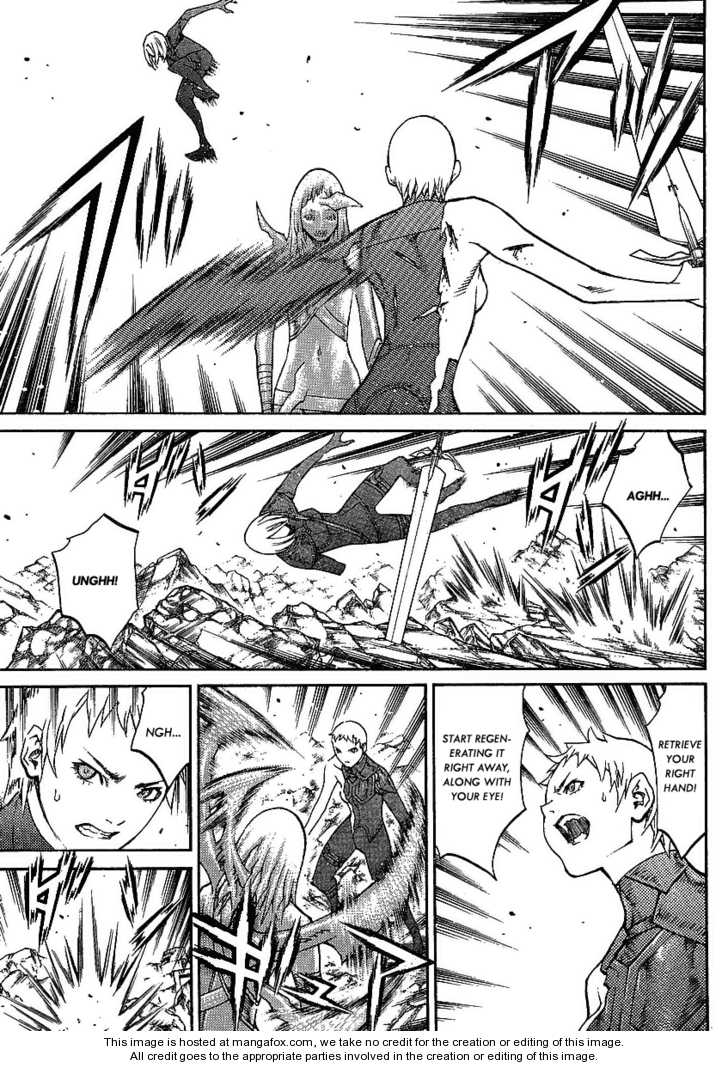 AGHH...
UNGHH!
RETRIEVE
YOUR
RIGHT
HAND!
START REGEN-
ERATING IT
RIGHT AWAY,
ALONG WITH
YOUR EYE!
NGH...
This image is hosted at mangafox.com, we take no credit for the creation or editing of this image.
All credit goes to the appropriate parties involved in the creation or editing of this image.